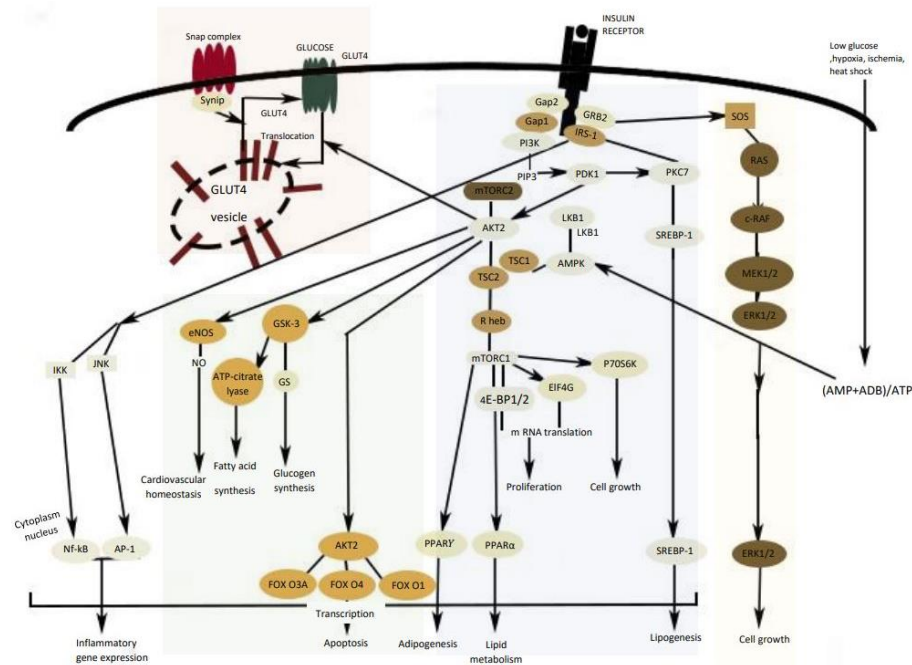 Snap complex
GLUCOSE
GLUT4
INSULIN
RECEPTOR
Low glucose
,hypoxia, ischemia,
heat shock
Synip
GLUT4
Translocation
GLUT4
vesicle
Gap2
GRB2
Gap1
IRS-1
SOS
PI3K
RAS
PIP3
PDK1
PKC7
mTORC2
c-RAF
AKT2
LKB1
LKB1
SREBP-1
TSC1
AMPK
TSC2
MEK1/2
ERK1/2
R heb
eNOS
GSK-3
IKK
JNK
NO
mTORC1
P70S6K
ATP-citrate
lyase
GS
EIF4G
4E-BP1/2
(AMP+ADB)/ATP
m RNA translation
Fatty acid
synthesis
Cardiovascular
homeostasis
Glucogen
synthesis
Proliferation
Cell growth
Cytoplasm
nucleus
Nf-kB
AP-1
AKT2
PPARγ
PPARα
SREBP-1
ERK1/2
FOX O3A
FOX O4
FOX O1
Transcription
Inflammatory
gene expression
Apoptosis
Adipogenesis
Lipid
metabolism
Lipogenesis
Cell growth